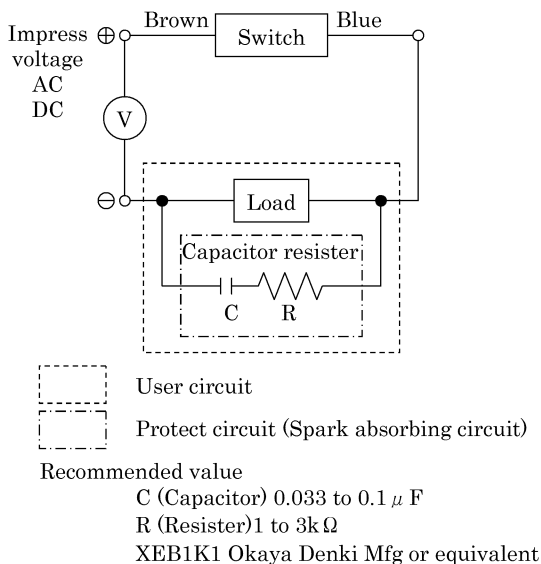 Impress
voltage
AC
DC
⊕
Brown
Switch
Blue
V
⊖
Load
Capacitor resister
C
R
User circuit
Protect circuit (Spark absorbing circuit)
Recommended value
C (Capacitor) 0.033 to 0.1 μ F
R (Resister)1 to 3k Ω
XEB1K1 Okaya Denki Mfg or equivalent